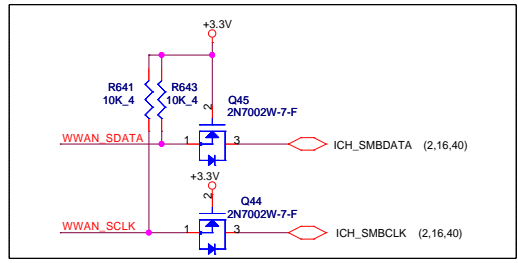 +3.3V
R641 R643
10K_4 10K_4
Q45
2N7002W-7-F
2
WWAN_SDATA 1 3 ICH_SMBDATA (2,16,40)
+3.3V
Q44
2N7002W-7-F
2
WWAN_SCLK 1 3 ICH_SMBCLK (2,16,40)